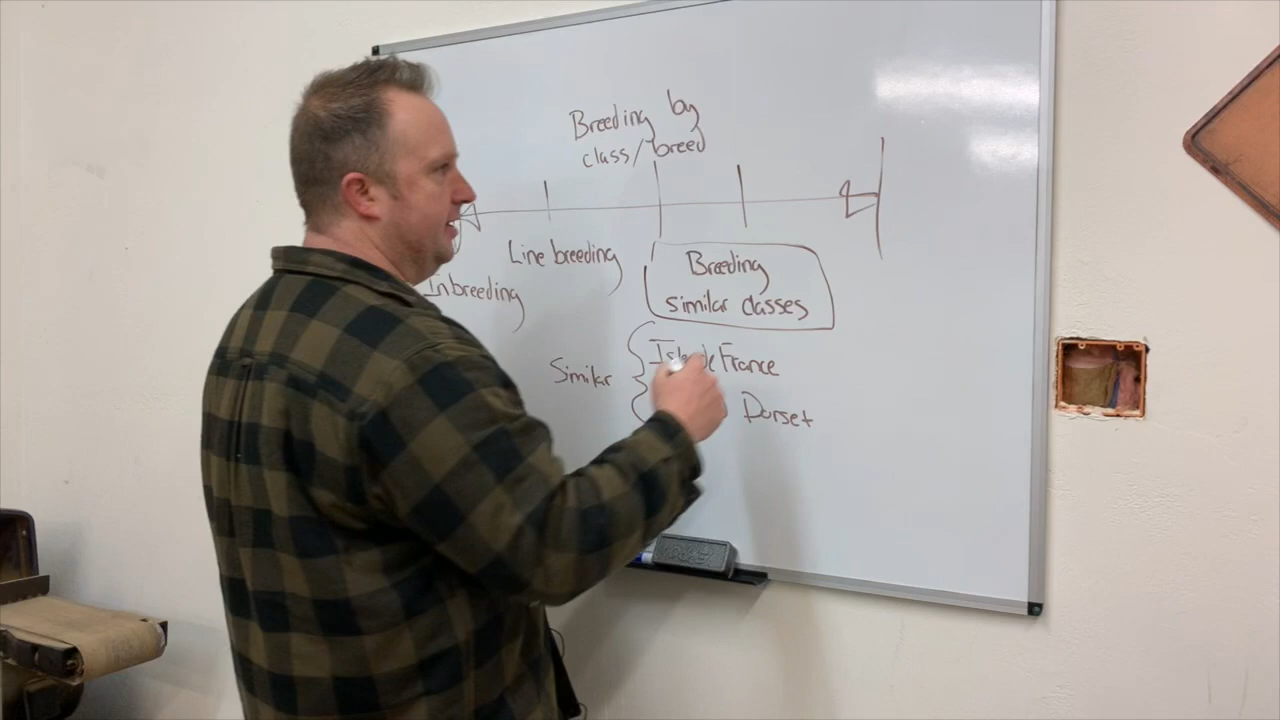 Breeding by
class/breed
Line breeding
Inbreeding
Breeding
similar classes
Similar
France
Dorset